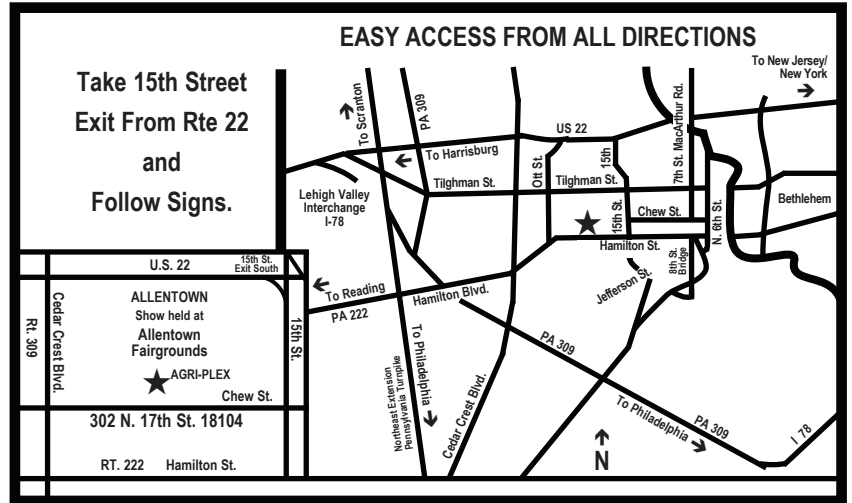 EASY ACCESS FROM ALL DIRECTIONS
Take 15th Street
Exit From Rte 22
and
Follow Signs.
To New Jersey/
New York
To Scranton
PA 309
US 22
To Harrisburg
15th
7th St. MacArthur Rd.
Ott St.
Tilghman St.
Tilghman St.
Lehigh Valley
Interchange
I-78
Bethlehem
15th St.
Chew St.
N. 6th St.
Hamilton St.
8th St.
Bridge
Jefferson St.
To Reading
PA 222
Hamilton Blvd.
To Philadelphia
Northeast Extension
Pennsylvania Turnpike
Cedar Crest Blvd.
PA 309
To Philadelphia
PA 309
I 78
N
U.S. 22
15th St.
Exit South
Rt. 309
Cedar Crest Blvd.
ALLENTOWN
Show held at
Allentown
Fairgrounds
AGRI-PLEX
15th St.
Chew St.
302 N. 17th St. 18104
RT. 222 Hamilton St.